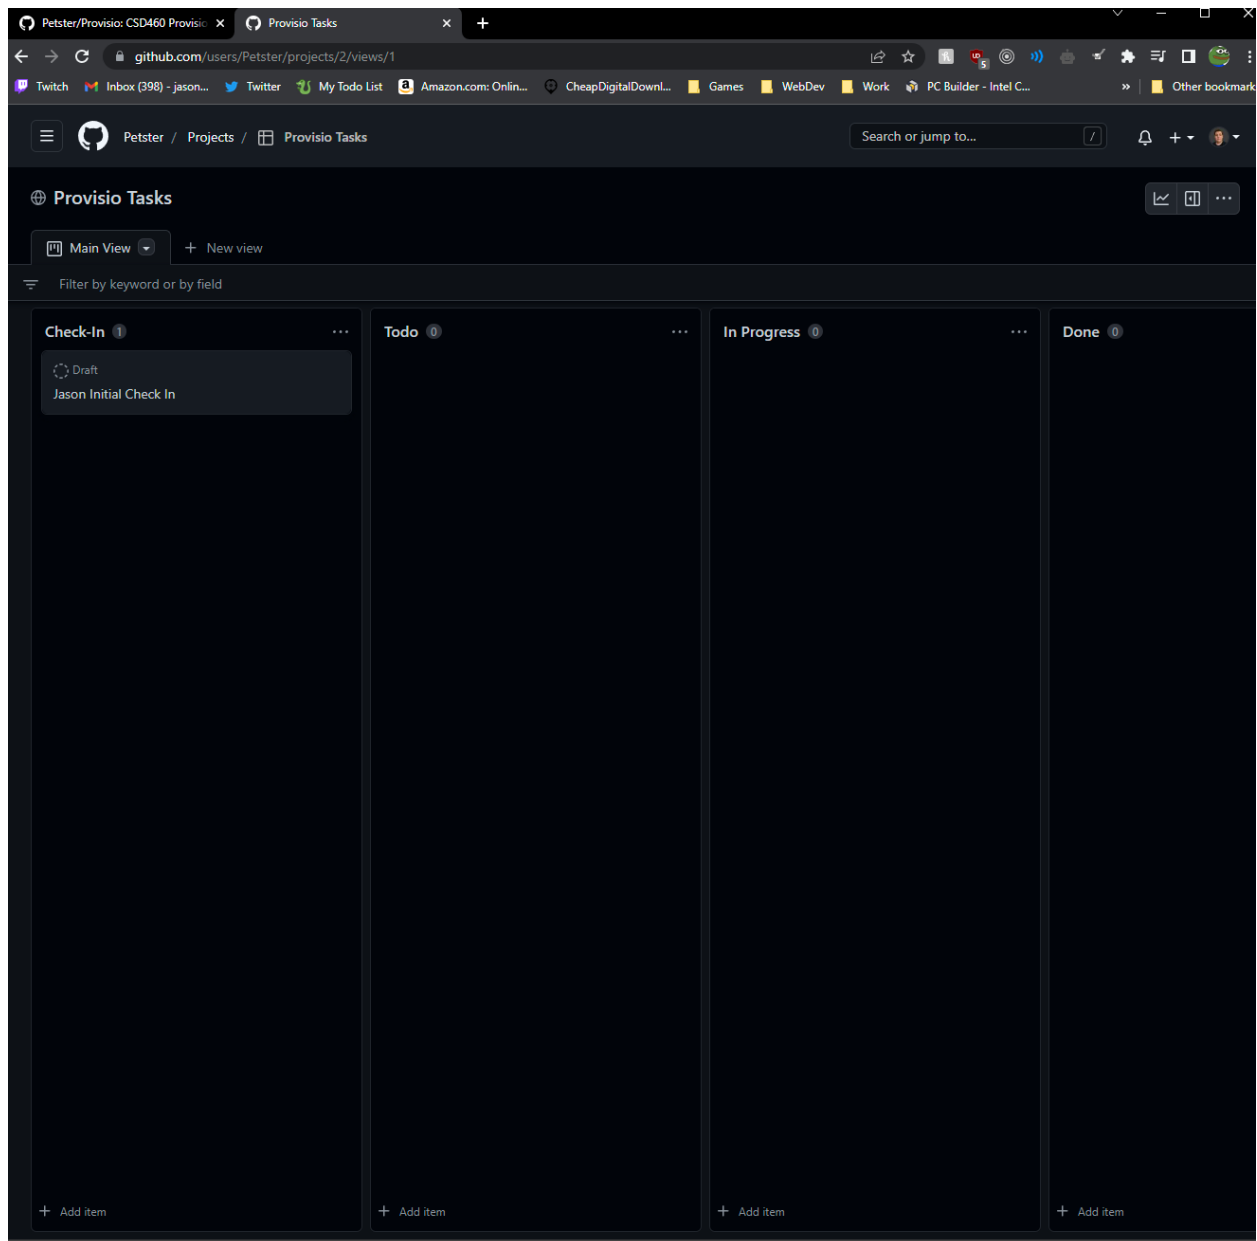 Petster/Provisio: CSD460 Provisio
Provisio Tasks
github.com/users/Petster/projects/2/views/1
5
Twitch Inbox (398) - jason... Twitter My Todo List Amazon.com: Onlin... CheapDigitalDownl... Games WebDev Work PC Builder - Intel C... » Other bookmark
Petster / Projects / Provisio Tasks
Search or jump to... /
Provisio Tasks
Main View + New view
Filter by keyword or by field
Check-In 1
Draft
Jason Initial Check In
+ Add item
Todo 0
+ Add item
In Progress 0
+ Add item
Done 0
+ Add item